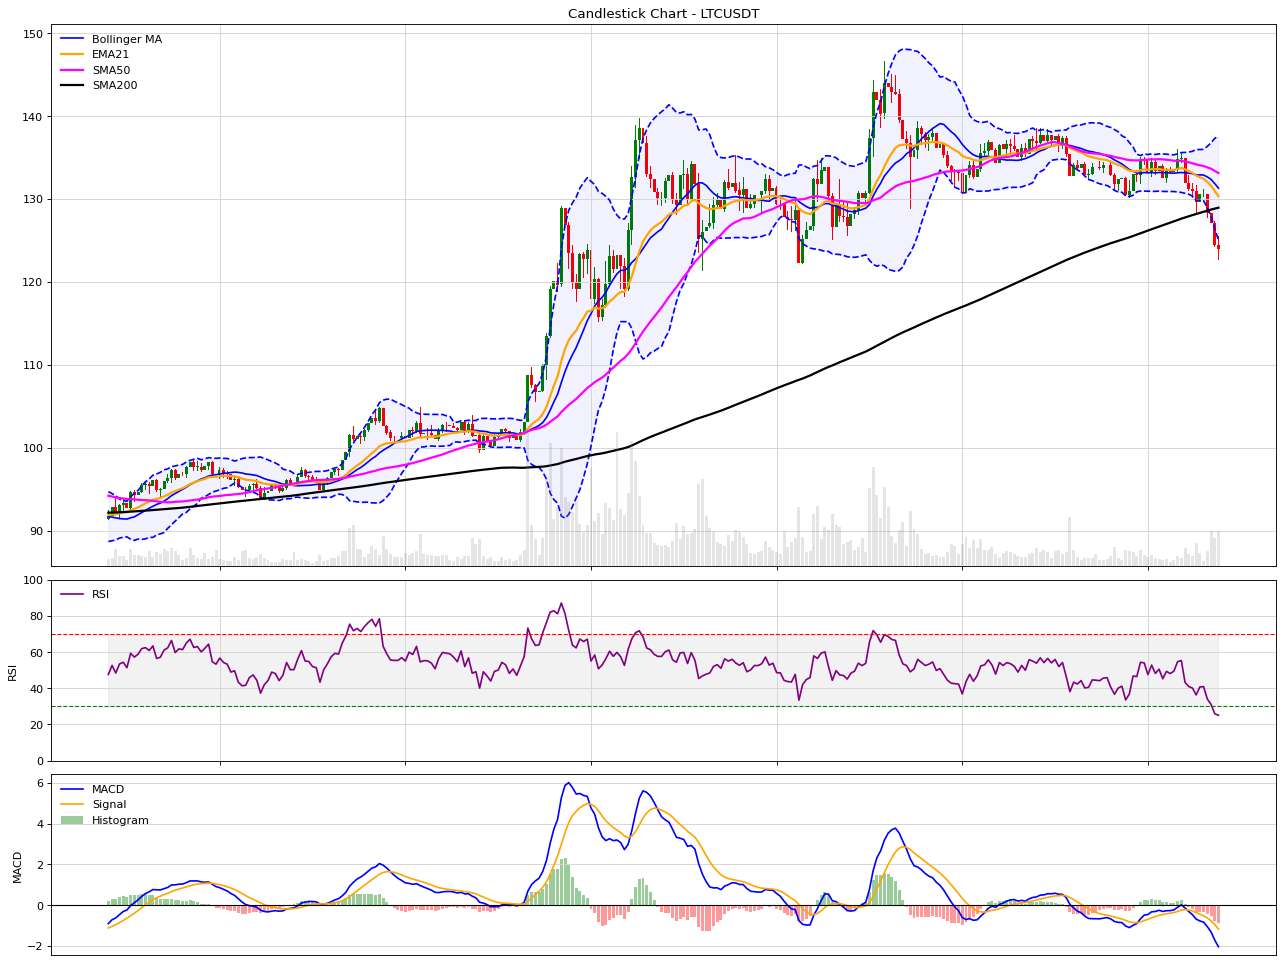 Candlestick Chart - LTCUSDT
Bollinger MA
EMA21
SMA50
SMA200
150
140
130
120
110
100
90
RSI
100
80
60
40
20
0
RSI
MACD
Signal
Histogram
6
4
2
0
−2
MACD